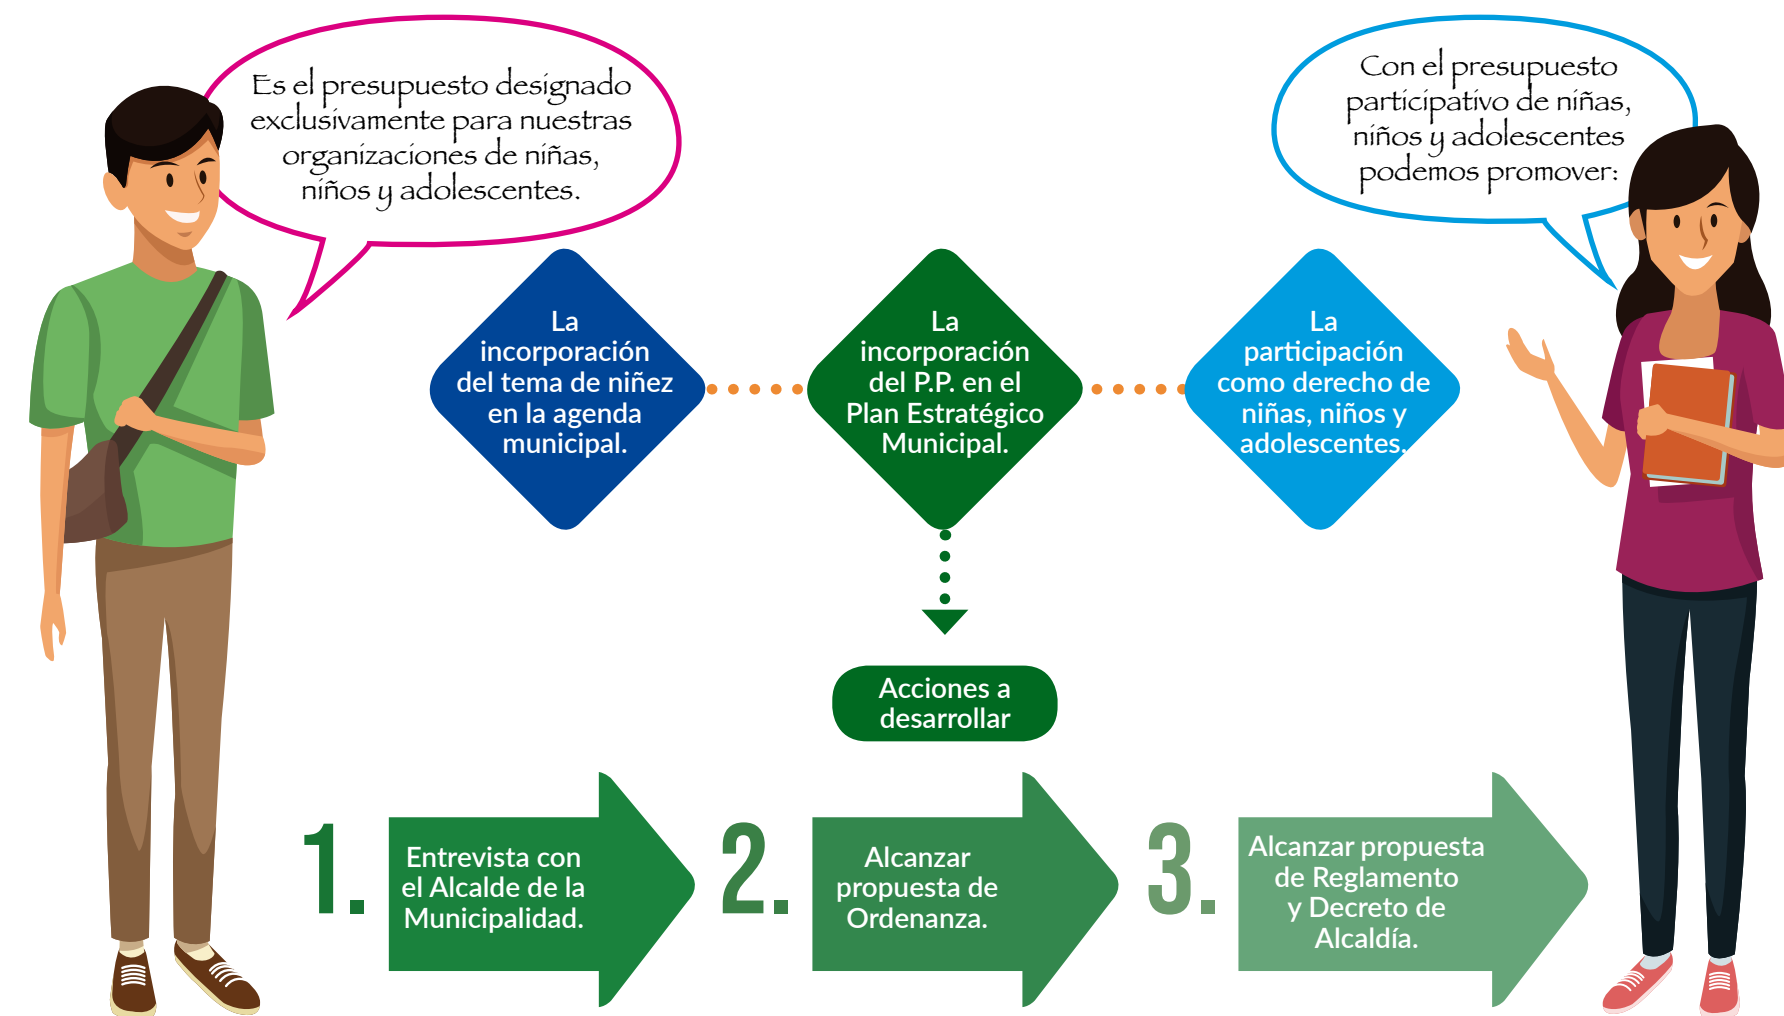 Es el presupuesto designado
exclusivamente para nuestras
organizaciones de niñas,
niños y adolescentes.
Con el presupuesto
participativo de niñas,
niños y adolescentes
podemos promover:
La
incorporación
del tema de niñez
en la agenda
municipal.
La
incorporación
del P.P. en el
Plan Estratégico
Municipal.
La
participación
como derecho de
niñas, niños y
adolescentes.
Acciones a
desarrollar
1.
Entrevista con
el Alcalde de la
Municipalidad.
2.
Alcanzar
propuesta de
Ordenanza.
3.
Alcanzar propuesta
de Reglamento
y Decreto de
Alcaldía.